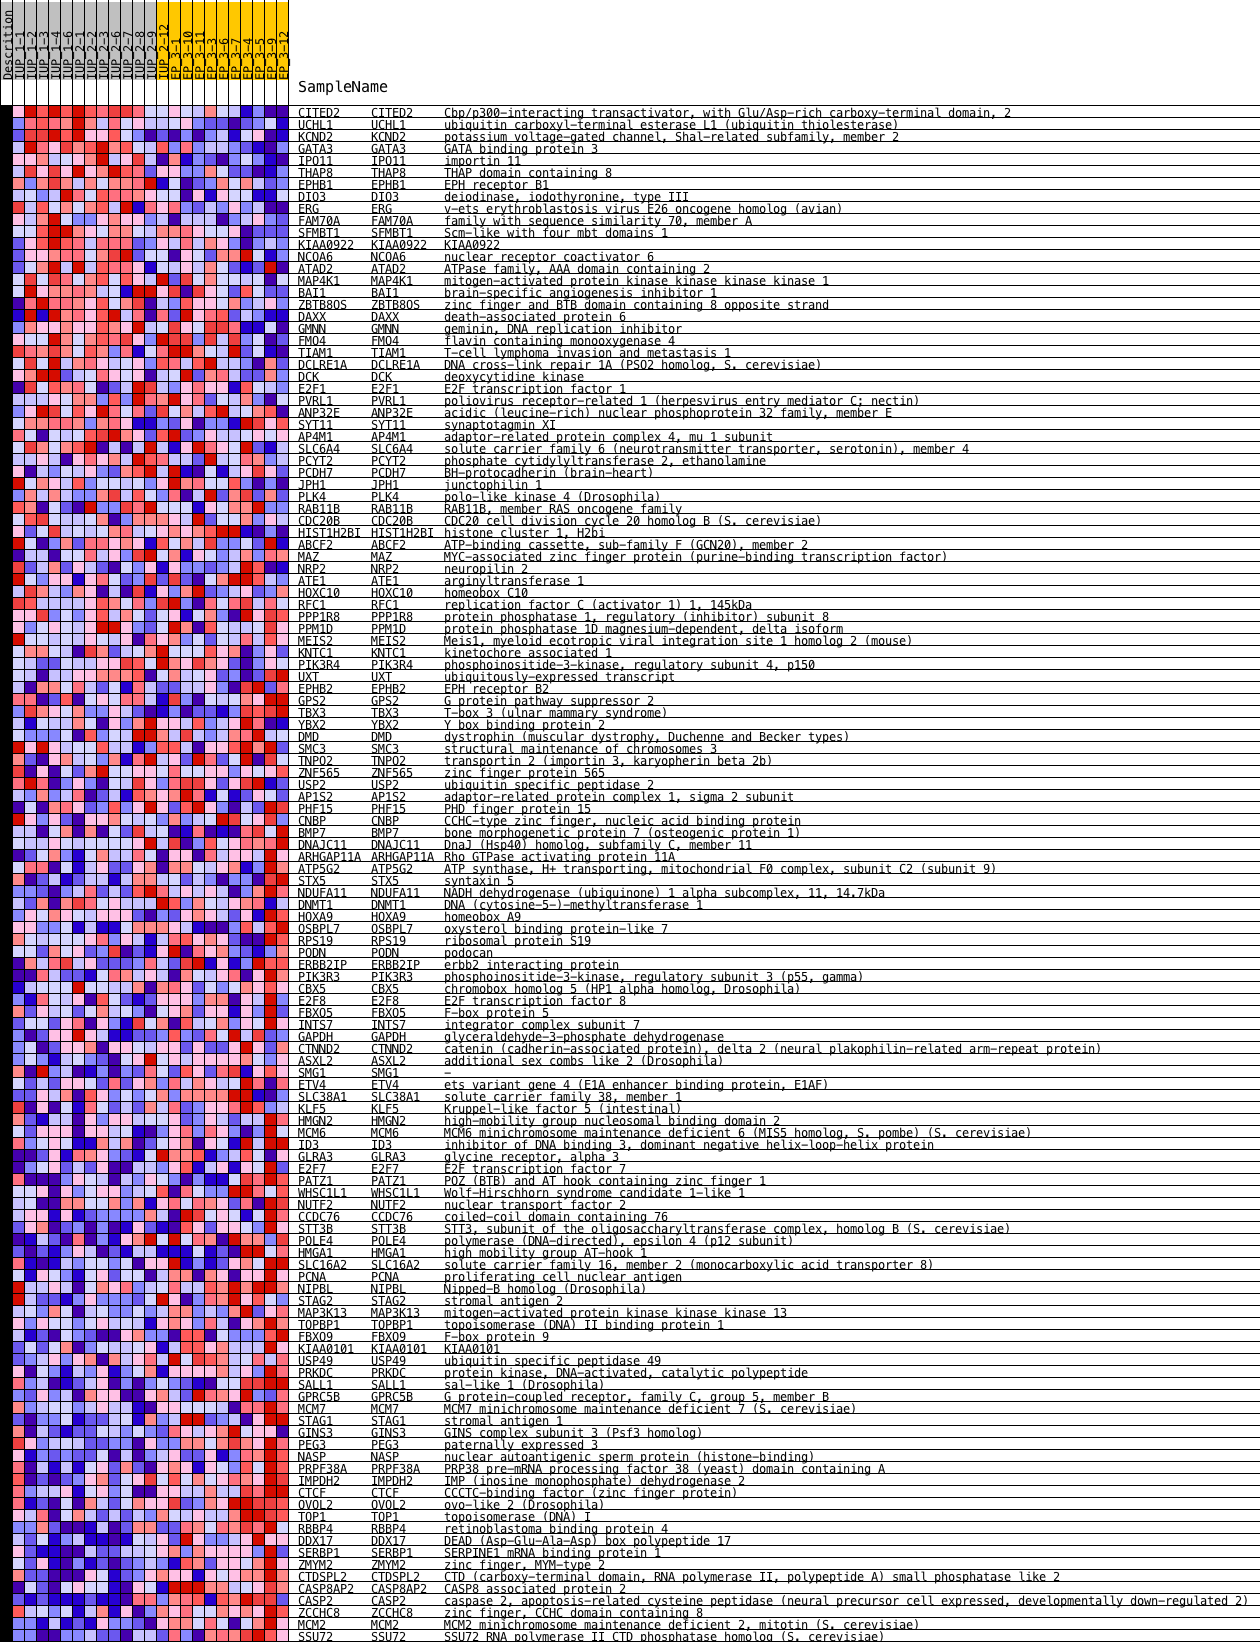 Descrition
IUP_1-1
IUP_1-2
IUP_1-3
IUP_1-4
IUP_1-6
IUP_2-1
IUP_2-2
IUP_2-3
IUP_2-6
IUP_2-7
IUP_2-8
IUP_2-9
IUP_2-12
EP_3-1
EP_3-10
EP_3-11
EP_3-3
EP_3-6
EP_3-7
EP_3-4
EP_3-5
EP_3-9
EP_3-12
SampleName
CITED2 CITED2 Cbp/p300-interacting transactivator, with Glu/Asp-rich carboxy-terminal domain, 2
UCHL1 UCHL1 ubiquitin carboxyl-terminal esterase L1 (ubiquitin thiolesterase)
KCND2 KCND2 potassium voltage-gated channel, Shal-related subfamily, member 2
GATA3 GATA3 GATA binding protein 3
IPO11 IPO11 importin 11
THAP8 THAP8 THAP domain containing 8
EPHB1 EPHB1 EPH receptor B1
DIO3 DIO3 deiodinase, iodothyronine, type III
ERG ERG v-ets erythroblastosis virus E26 oncogene homolog (avian)
FAM70A FAM70A family with sequence similarity 70, member A
SFMBT1 SFMBT1 Scm-like with four mbt domains 1
KIAA0922 KIAA0922 KIAA0922
NCOA6 NCOA6 nuclear receptor coactivator 6
ATAD2 ATAD2 ATPase family, AAA domain containing 2
MAP4K1 MAP4K1 mitogen-activated protein kinase kinase kinase kinase 1
BAI1 BAI1 brain-specific angiogenesis inhibitor 1
ZBTB8OS ZBTB8OS zinc finger and BTB domain containing 8 opposite strand
DAXX DAXX death-associated protein 6
GMNN GMNN geminin, DNA replication inhibitor
FMO4 FMO4 flavin containing monooxygenase 4
TIAM1 TIAM1 T-cell lymphoma invasion and metastasis 1
DCLRE1A DCLRE1A DNA cross-link repair 1A (PSO2 homolog, S. cerevisiae)
DCK DCK deoxycytidine kinase
E2F1 E2F1 E2F transcription factor 1
PVRL1 PVRL1 poliovirus receptor-related 1 (herpesvirus entry mediator C; nectin)
ANP32E ANP32E acidic (leucine-rich) nuclear phosphoprotein 32 family, member E
SYT11 SYT11 synaptotagmin XI
AP4M1 AP4M1 adaptor-related protein complex 4, mu 1 subunit
SLC6A4 SLC6A4 solute carrier family 6 (neurotransmitter transporter, serotonin), member 4
PCYT2 PCYT2 phosphate cytidylyltransferase 2, ethanolamine
PCDH7 PCDH7 BH-protocadherin (brain-heart)
JPH1 JPH1 junctophilin 1
PLK4 PLK4 polo-like kinase 4 (Drosophila)
RAB11B RAB11B RAB11B, member RAS oncogene family
CDC20B CDC20B CDC20 cell division cycle 20 homolog B (S. cerevisiae)
HIST1H2BI HIST1H2BI histone cluster 1, H2bi
ABCF2 ABCF2 ATP-binding cassette, sub-family F (GCN20), member 2
MAZ MAZ MYC-associated zinc finger protein (purine-binding transcription factor)
NRP2 NRP2 neuropilin 2
ATE1 ATE1 arginyltransferase 1
HOXC10 HOXC10 homeobox C10
RFC1 RFC1 replication factor C (activator 1) 1, 145kDa
PPP1R8 PPP1R8 protein phosphatase 1, regulatory (inhibitor) subunit 8
PPM1D PPM1D protein phosphatase 1D magnesium-dependent, delta isoform
MEIS2 MEIS2 Meis1, myeloid ecotropic viral integration site 1 homolog 2 (mouse)
KNTC1 KNTC1 kinetochore associated 1
PIK3R4 PIK3R4 phosphoinositide-3-kinase, regulatory subunit 4, p150
UXT UXT ubiquitously-expressed transcript
EPHB2 EPHB2 EPH receptor B2
GPS2 GPS2 G protein pathway suppressor 2
TBX3 TBX3 T-box 3 (ulnar mammary syndrome)
YBX2 YBX2 Y box binding protein 2
DMD DMD dystrophin (muscular dystrophy, Duchenne and Becker types)
SMC3 SMC3 structural maintenance of chromosomes 3
TNPO2 TNPO2 transportin 2 (importin 3, karyopherin beta 2b)
ZNF565 ZNF565 zinc finger protein 565
USP2 USP2 ubiquitin specific peptidase 2
AP1S2 AP1S2 adaptor-related protein complex 1, sigma 2 subunit
PHF15 PHF15 PHD finger protein 15
CNBP CNBP CCHC-type zinc finger, nucleic acid binding protein
BMP7 BMP7 bone morphogenetic protein 7 (osteogenic protein 1)
DNAJC11 DNAJC11 DnaJ (Hsp40) homolog, subfamily C, member 11
ARHGAP11A ARHGAP11A Rho GTPase activating protein 11A
ATP5G2 ATP5G2 ATP synthase, H+ transporting, mitochondrial F0 complex, subunit C2 (subunit 9)
STX5 STX5 syntaxin 5
NDUFA11 NDUFA11 NADH dehydrogenase (ubiquinone) 1 alpha subcomplex, 11, 14.7kDa
DNMT1 DNMT1 DNA (cytosine-5-)-methyltransferase 1
HOXA9 HOXA9 homeobox A9
OSBPL7 OSBPL7 oxysterol binding protein-like 7
RPS19 RPS19 ribosomal protein S19
PODN PODN podocan
ERBB2IP ERBB2IP erbb2 interacting protein
PIK3R3 PIK3R3 phosphoinositide-3-kinase, regulatory subunit 3 (p55, gamma)
CBX5 CBX5 chromobox homolog 5 (HP1 alpha homolog, Drosophila)
E2F8 E2F8 E2F transcription factor 8
FBXO5 FBXO5 F-box protein 5
INTS7 INTS7 integrator complex subunit 7
GAPDH GAPDH glyceraldehyde-3-phosphate dehydrogenase
CTNND2 CTNND2 catenin (cadherin-associated protein), delta 2 (neural plakophilin-related arm-repeat protein)
ASXL2 ASXL2 additional sex combs like 2 (Drosophila)
SMG1 SMG1 -
ETV4 ETV4 ets variant gene 4 (E1A enhancer binding protein, E1AF)
SLC38A1 SLC38A1 solute carrier family 38, member 1
KLF5 KLF5 Kruppel-like factor 5 (intestinal)
HMGN2 HMGN2 high-mobility group nucleosomal binding domain 2
MCM6 MCM6 MCM6 minichromosome maintenance deficient 6 (MIS5 homolog, S. pombe) (S. cerevisiae)
ID3 ID3 inhibitor of DNA binding 3, dominant negative helix-loop-helix protein
GLRA3 GLRA3 glycine receptor, alpha 3
E2F7 E2F7 E2F transcription factor 7
PATZ1 PATZ1 POZ (BTB) and AT hook containing zinc finger 1
WHSC1L1 WHSC1L1 Wolf-Hirschhorn syndrome candidate 1-like 1
NUTF2 NUTF2 nuclear transport factor 2
CCDC76 CCDC76 coiled-coil domain containing 76
STT3B STT3B STT3, subunit of the oligosaccharyltransferase complex, homolog B (S. cerevisiae)
POLE4 POLE4 polymerase (DNA-directed), epsilon 4 (p12 subunit)
HMGA1 HMGA1 high mobility group AT-hook 1
SLC16A2 SLC16A2 solute carrier family 16, member 2 (monocarboxylic acid transporter 8)
PCNA PCNA proliferating cell nuclear antigen
NIPBL NIPBL Nipped-B homolog (Drosophila)
STAG2 STAG2 stromal antigen 2
MAP3K13 MAP3K13 mitogen-activated protein kinase kinase kinase 13
TOPBP1 TOPBP1 topoisomerase (DNA) II binding protein 1
FBXO9 FBXO9 F-box protein 9
KIAA0101 KIAA0101 KIAA0101
USP49 USP49 ubiquitin specific peptidase 49
PRKDC PRKDC protein kinase, DNA-activated, catalytic polypeptide
SALL1 SALL1 sal-like 1 (Drosophila)
GPRC5B GPRC5B G protein-coupled receptor, family C, group 5, member B
MCM7 MCM7 MCM7 minichromosome maintenance deficient 7 (S. cerevisiae)
STAG1 STAG1 stromal antigen 1
GINS3 GINS3 GINS complex subunit 3 (Psf3 homolog)
PEG3 PEG3 paternally expressed 3
NASP NASP nuclear autoantigenic sperm protein (histone-binding)
PRPF38A PRPF38A PRP38 pre-mRNA processing factor 38 (yeast) domain containing A
IMPDH2 IMPDH2 IMP (inosine monophosphate) dehydrogenase 2
CTCF CTCF CCCTC-binding factor (zinc finger protein)
OVOL2 OVOL2 ovo-like 2 (Drosophila)
TOP1 TOP1 topoisomerase (DNA) I
RBBP4 RBBP4 retinoblastoma binding protein 4
DDX17 DDX17 DEAD (Asp-Glu-Ala-Asp) box polypeptide 17
SERBP1 SERBP1 SERPINE1 mRNA binding protein 1
ZMYM2 ZMYM2 zinc finger, MYM-type 2
CTDSPL2 CTDSPL2 CTD (carboxy-terminal domain, RNA polymerase II, polypeptide A) small phosphatase like 2
CASP8AP2 CASP8AP2 CASP8 associated protein 2
CASP2 CASP2 caspase 2, apoptosis-related cysteine peptidase (neural precursor cell expressed, developmentally down-regulated 2)
ZCCHC8 ZCCHC8 zinc finger, CCHC domain containing 8
MCM2 MCM2 MCM2 minichromosome maintenance deficient 2, mitotin (S. cerevisiae)
SSU72 SSU72 SSU72 RNA polymerase II CTD phosphatase homolog (S. cerevisiae)